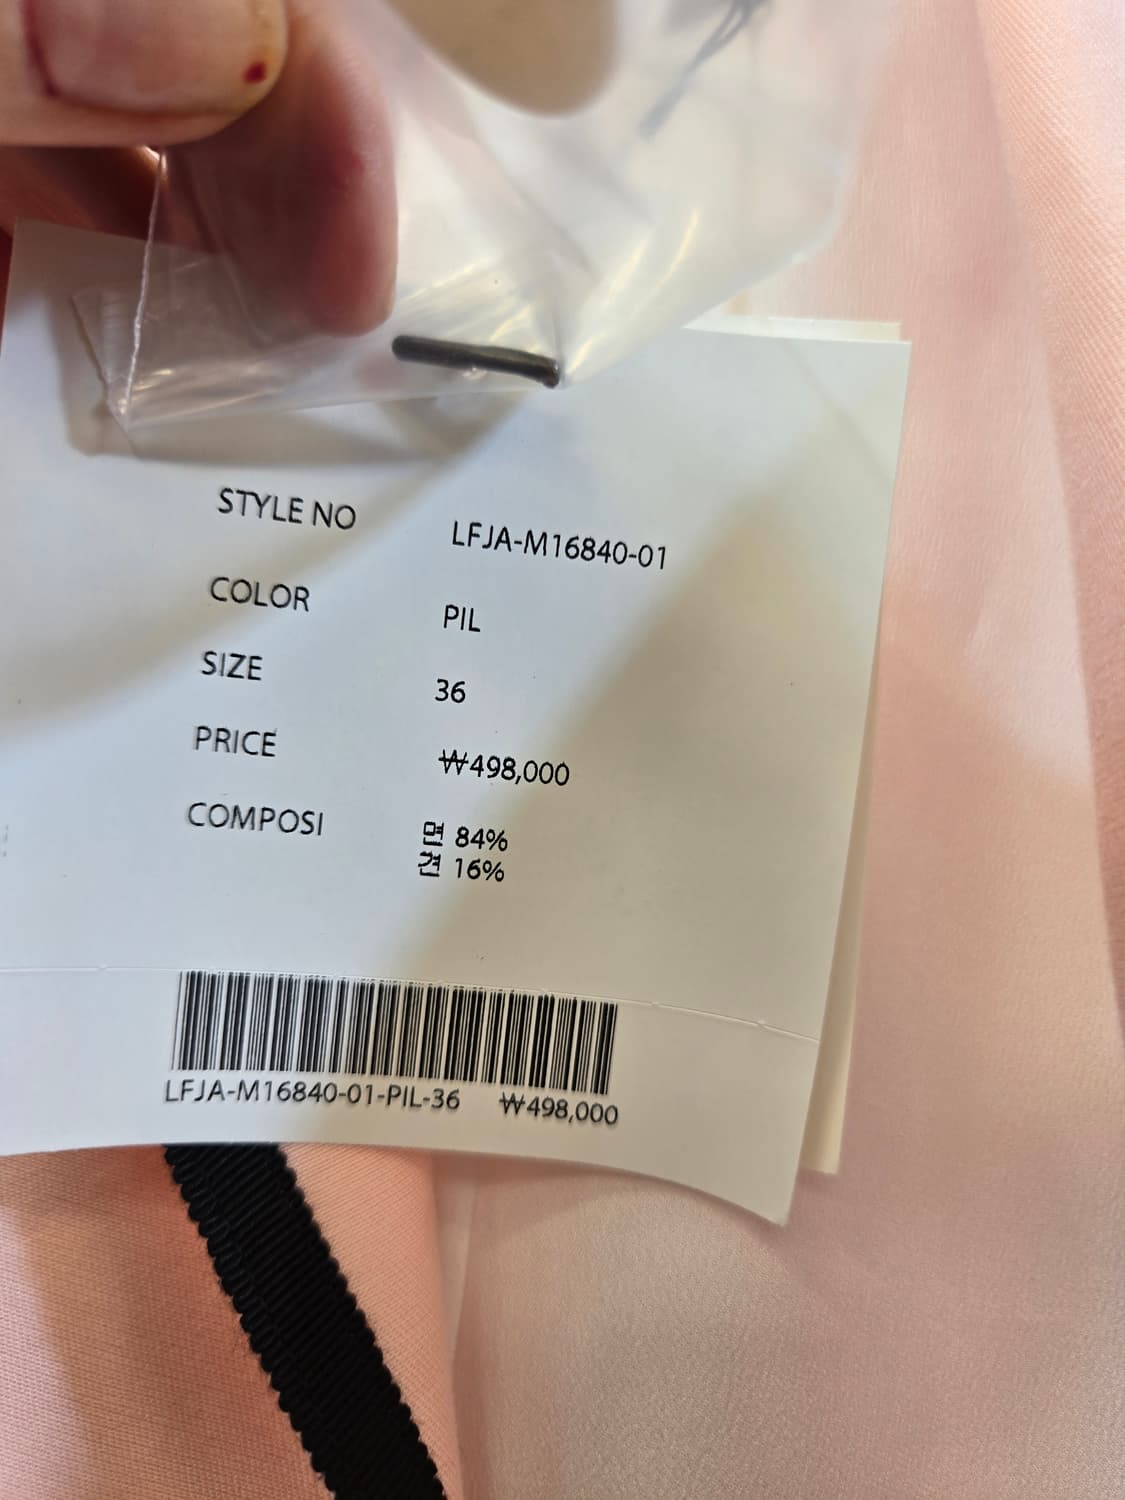 STYLE NO LFJA-M16840-01
COLOR PIL
SIZE 36
PRICE ₩498,000
COMPOSI 면 84%
견 16%
LFJA-M16840-01-PIL-36 ₩498,000